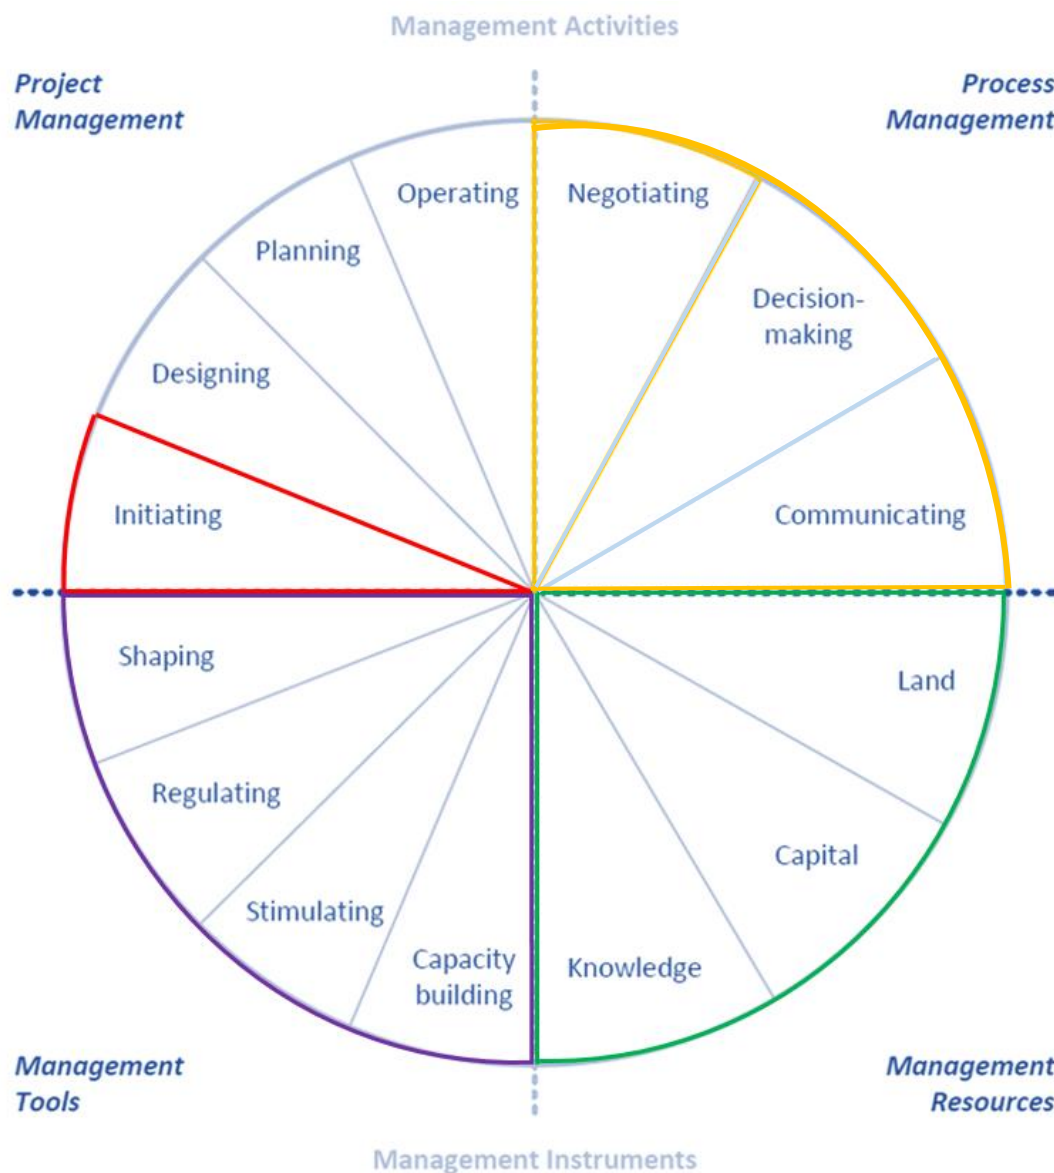 Management Activities
Project
Management
Process
Management
Operating
Negotiating
Planning
Decision-
making
Designing
Initiating
Communicating
Shaping
Land
Regulating
Capital
Stimulating
Capacity
building
Knowledge
Management
Tools
Management
Resources
Management Instruments